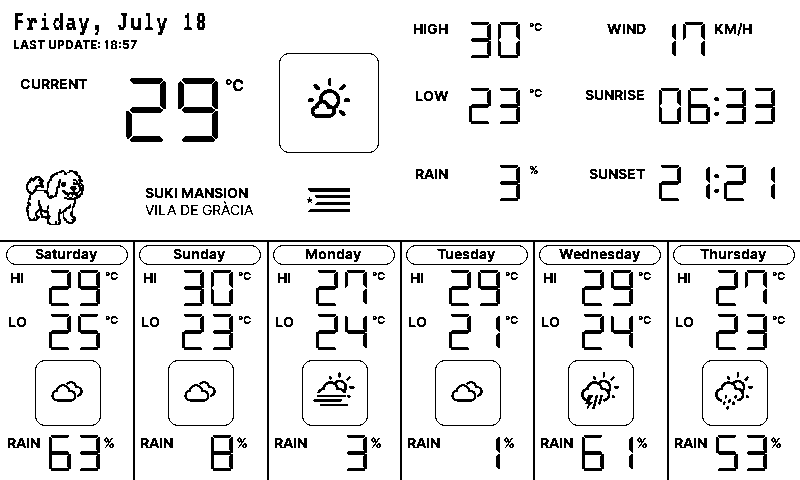 Friday, July 18
LAST UPDATE: 18:57
CURRENT 29 °C
HIGH 30 °C
LOW 23 °C
RAIN 3 %
WIND 17 KM/H
SUNRISE 06:33
SUNSET 21:21
SUKI MANSION
VILA DE GRÀCIA
Saturday
HI 29 °C
LO 25 °C
RAIN 63 %
Sunday
HI 30 °C
LO 23 °C
RAIN 8 %
Monday
HI 27 °C
LO 24 °C
RAIN 3 %
Tuesday
HI 29 °C
LO 21 °C
RAIN 1 %
Wednesday
HI 29 °C
LO 24 °C
RAIN 61 %
Thursday
HI 27 °C
LO 23 °C
RAIN 53 %